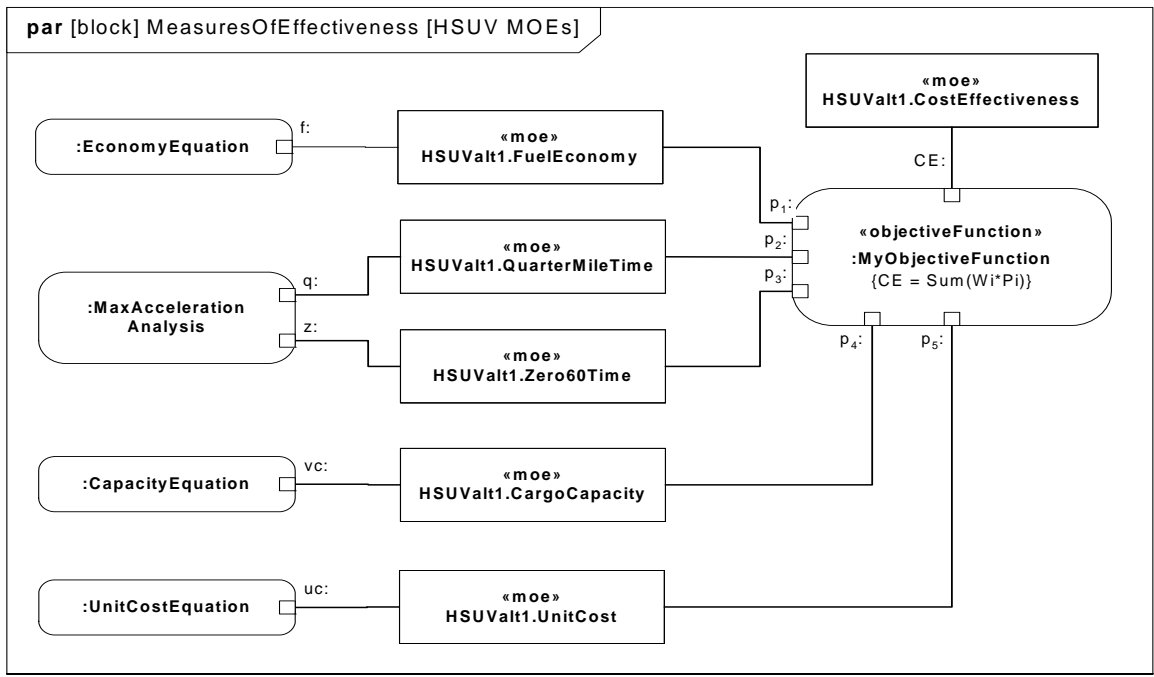 par [block] MeasuresOfEffectiveness [HSUV MOEs]
«moe»
HSUValt1.CostEffectiveness
CE:
:EconomyEquation
f:
«moe»
HSUValt1.FuelEconomy
p1:
«objectiveFunction»
:MyObjectiveFunction
{CE = Sum(Wi*Pi)}
p2:
p3:
p4:
p5:
:MaxAcceleration
Analysis
q:
z:
«moe»
HSUValt1.QuarterMileTime
«moe»
HSUValt1.Zero60Time
:CapacityEquation
vc:
«moe»
HSUValt1.CargoCapacity
:UnitCostEquation
uc:
«moe»
HSUValt1.UnitCost